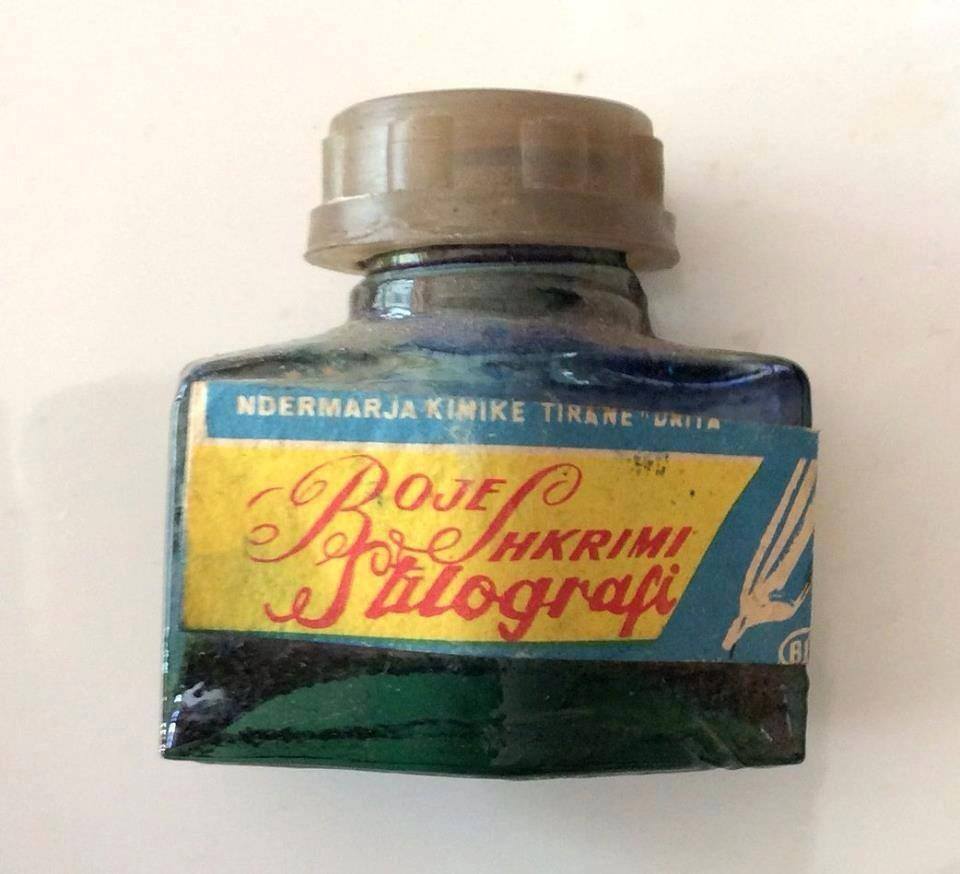 NDERMARJA KIMIKE TIRANE "DRITA"
BOJE SHKRIMI
Stilografi